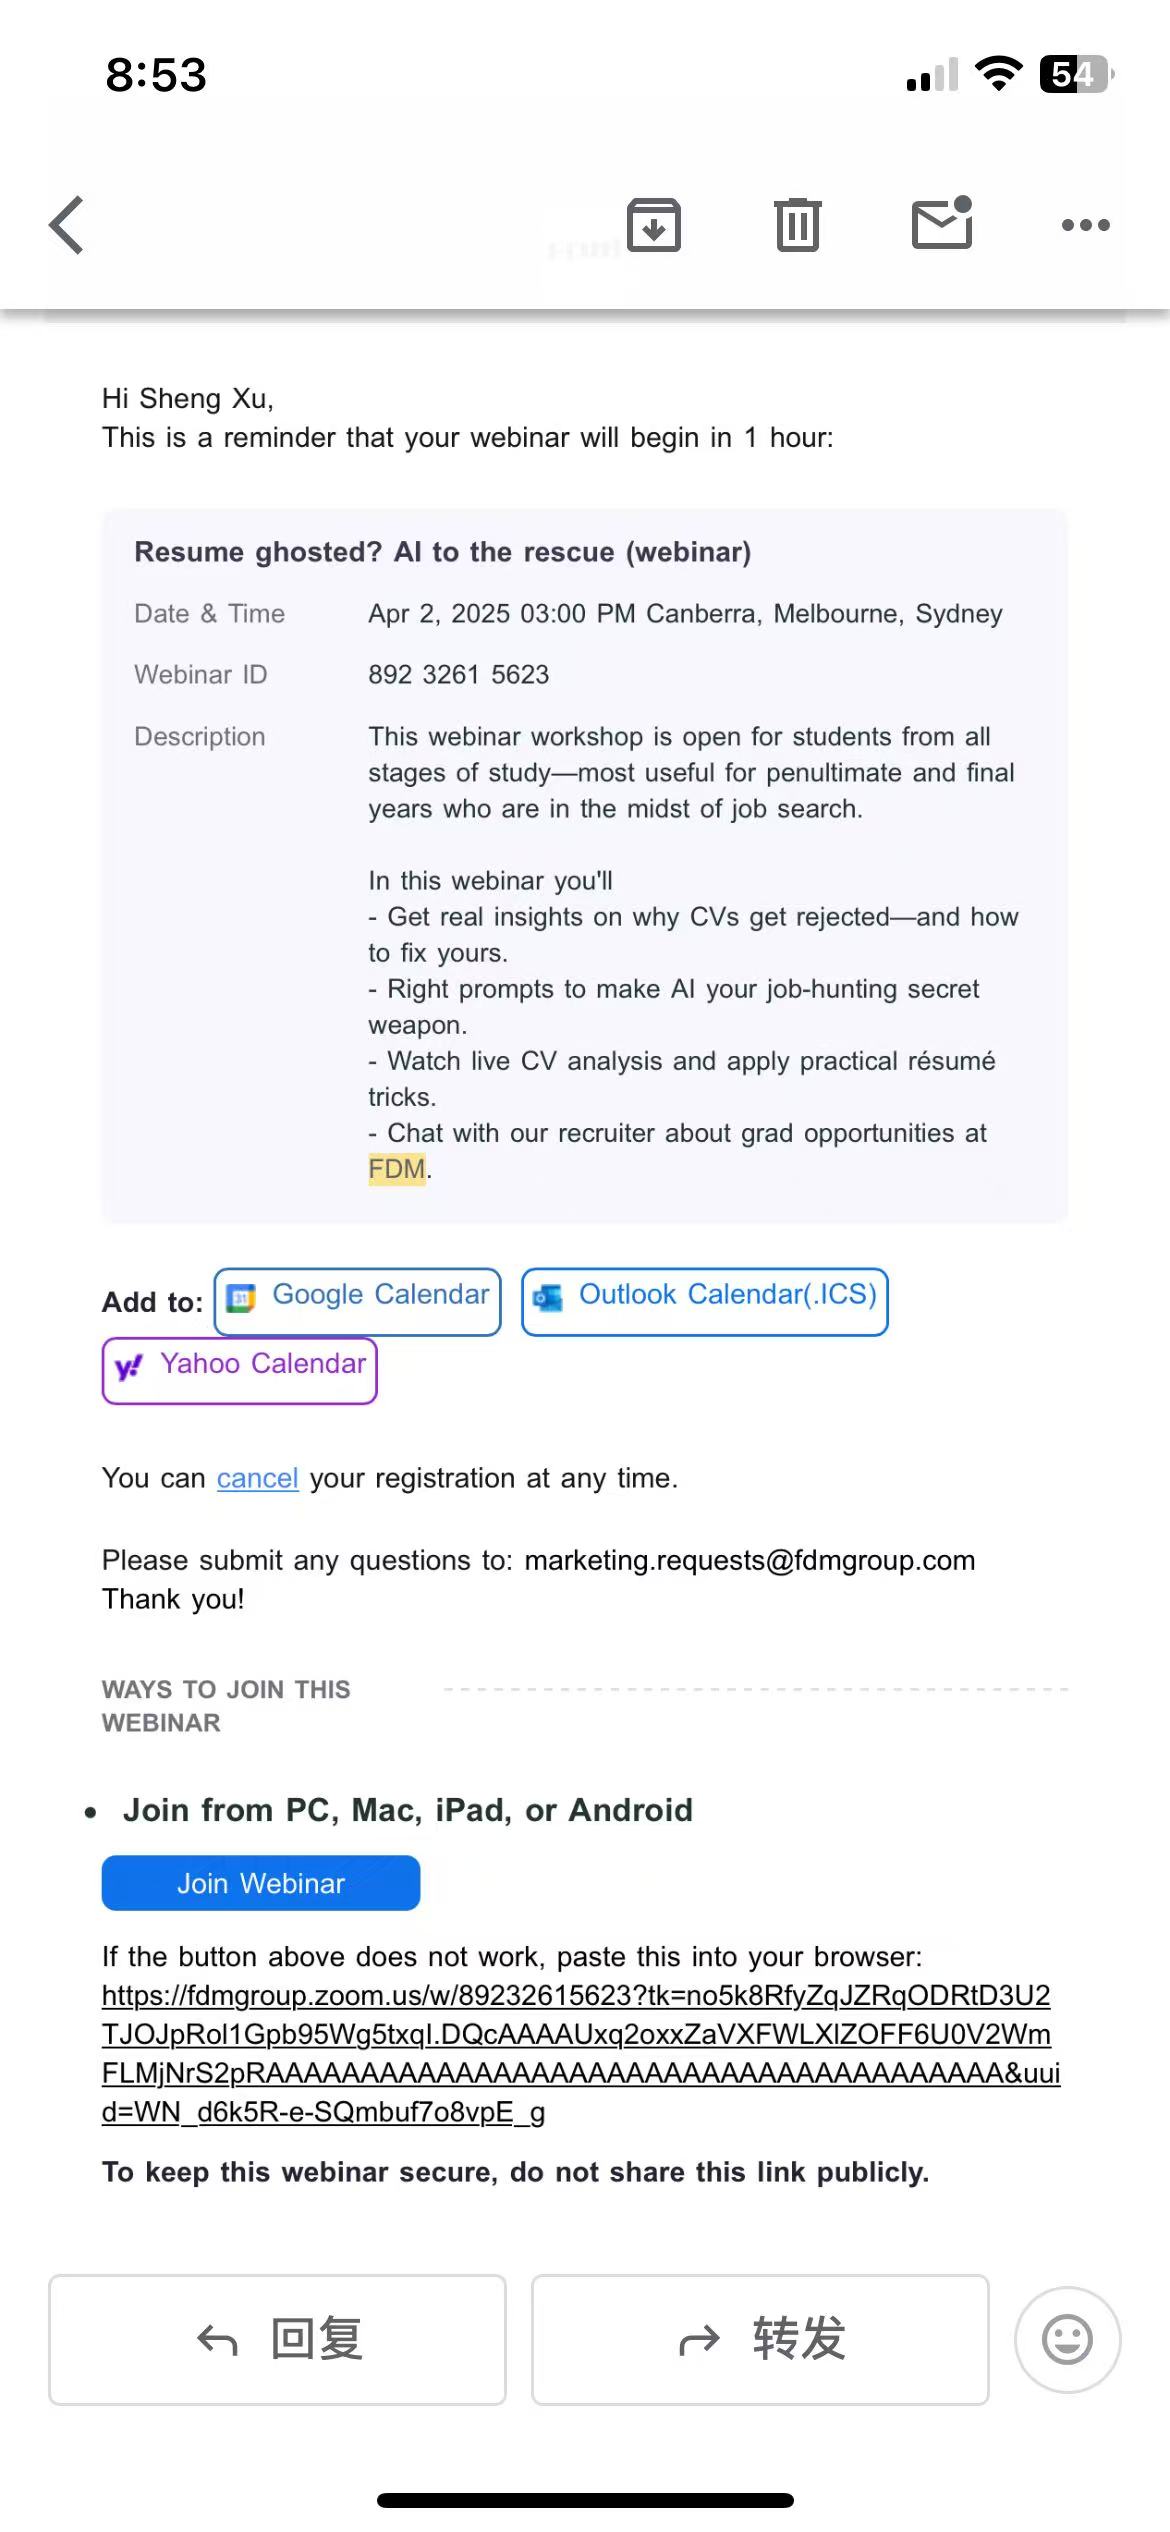 8:53
54
Hi Sheng Xu,
This is a reminder that your webinar will begin in 1 hour:
Resume ghosted? AI to the rescue (webinar)
Date & Time Apr 2, 2025 03:00 PM Canberra, Melbourne, Sydney
Webinar ID 892 3261 5623
Description This webinar workshop is open for students from all
stages of study—most useful for penultimate and final
years who are in the midst of job search.
In this webinar you'll
- Get real insights on why CVs get rejected—and how
to fix yours.
- Right prompts to make AI your job-hunting secret
weapon.
- Watch live CV analysis and apply practical résumé
tricks.
- Chat with our recruiter about grad opportunities at
FDM.
Add to: 31 Google Calendar Outlook Calendar(.ICS)
y! Yahoo Calendar
You can cancel your registration at any time.
Please submit any questions to: marketing.requests@fdmgroup.com
Thank you!
WAYS TO JOIN THIS
WEBINAR
• Join from PC, Mac, iPad, or Android
Join Webinar
If the button above does not work, paste this into your browser:
https://fdmgroup.zoom.us/w/89232615623?tk=no5k8RfyZqJZRqODRtD3U2
TJOJpRol1Gpb95Wg5txqI.DQcAAAAUxq2oxxZaVXFWLXlZOFF6U0V2Wm
FLMjNrS2pRAAAAAAAAAAAAAAAAAAAAAAAAAAAAAAAAAAAAAAA&uui
d=WN_d6k5R-e-SQmbuf7o8vpE_g
To keep this webinar secure, do not share this link publicly.
回复 转发